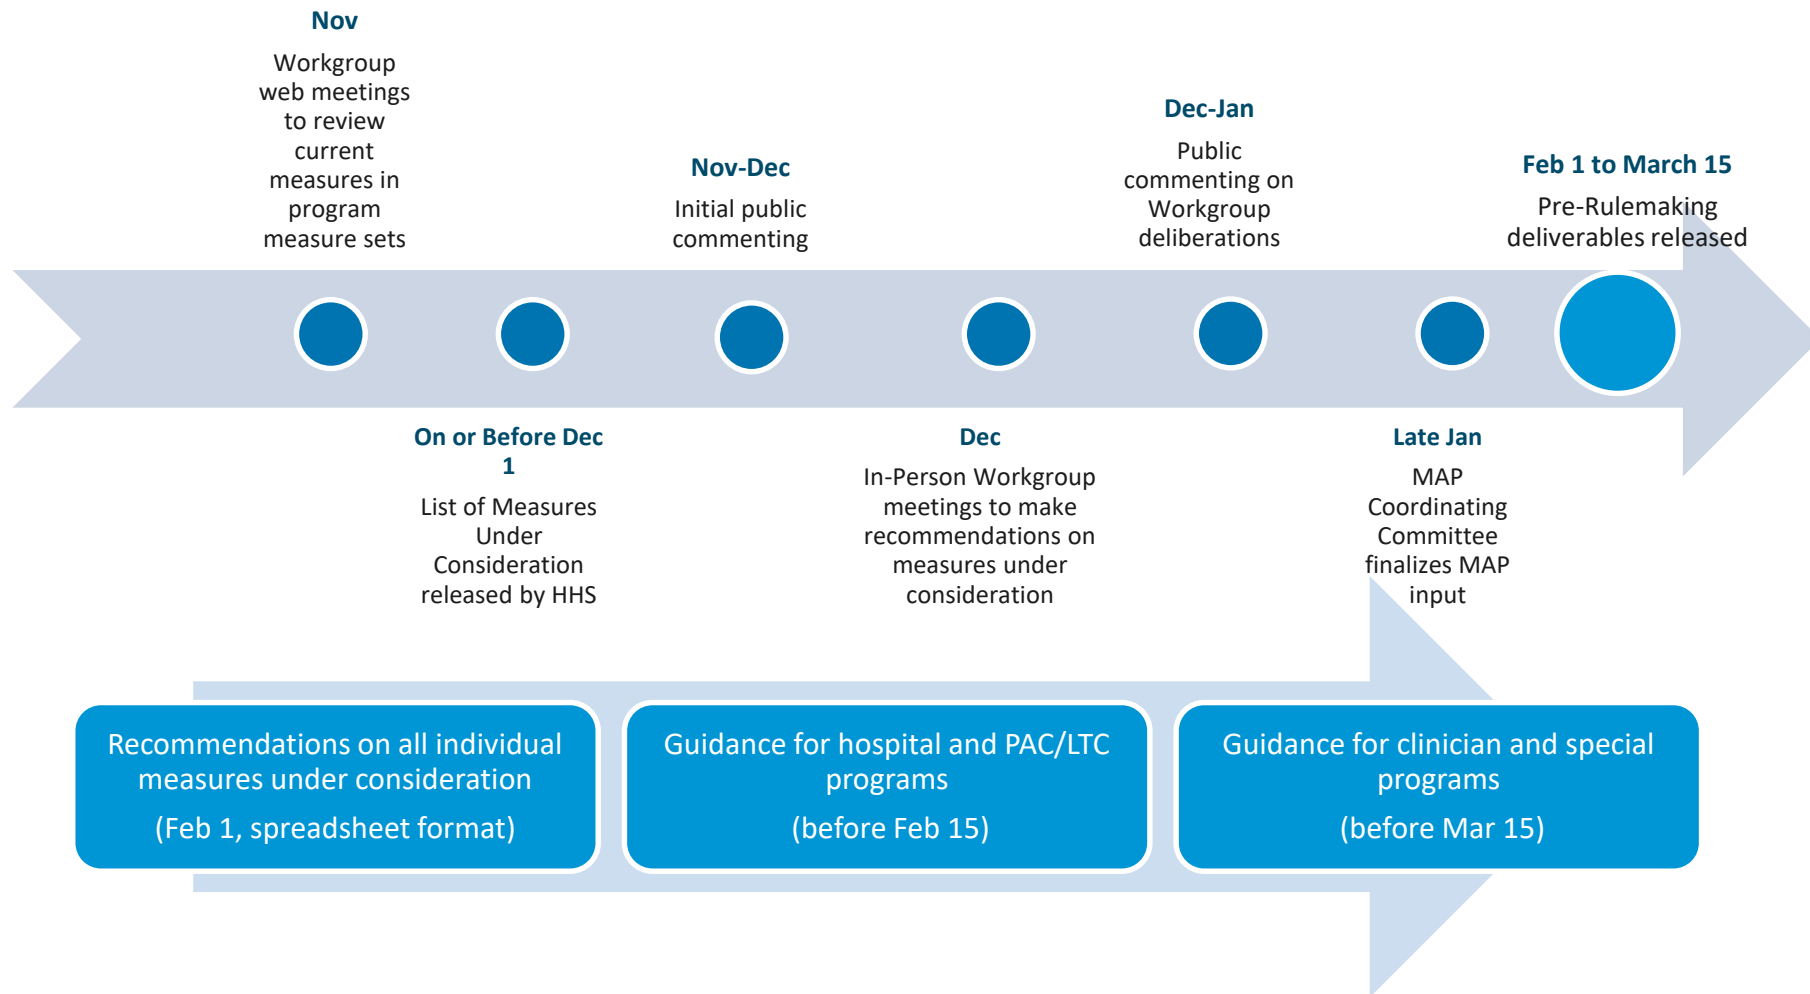 Nov
Workgroup
web meetings
to review
current
measures in
program
measure sets
On or Before Dec
1
List of Measures
Under
Consideration
released by HHS
Nov-Dec
Initial public
commenting
Dec
In-Person Workgroup
meetings to make
recommendations on
measures under
consideration
Dec-Jan
Public
commenting on
Workgroup
deliberations
Late Jan
MAP
Coordinating
Committee
finalizes MAP
input
Feb 1 to March 15
Pre-Rulemaking
deliverables released
Recommendations on all individual
measures under consideration
(Feb 1, spreadsheet format)
Guidance for hospital and PAC/LTC
programs
(before Feb 15)
Guidance for clinician and special
programs
(before Mar 15)